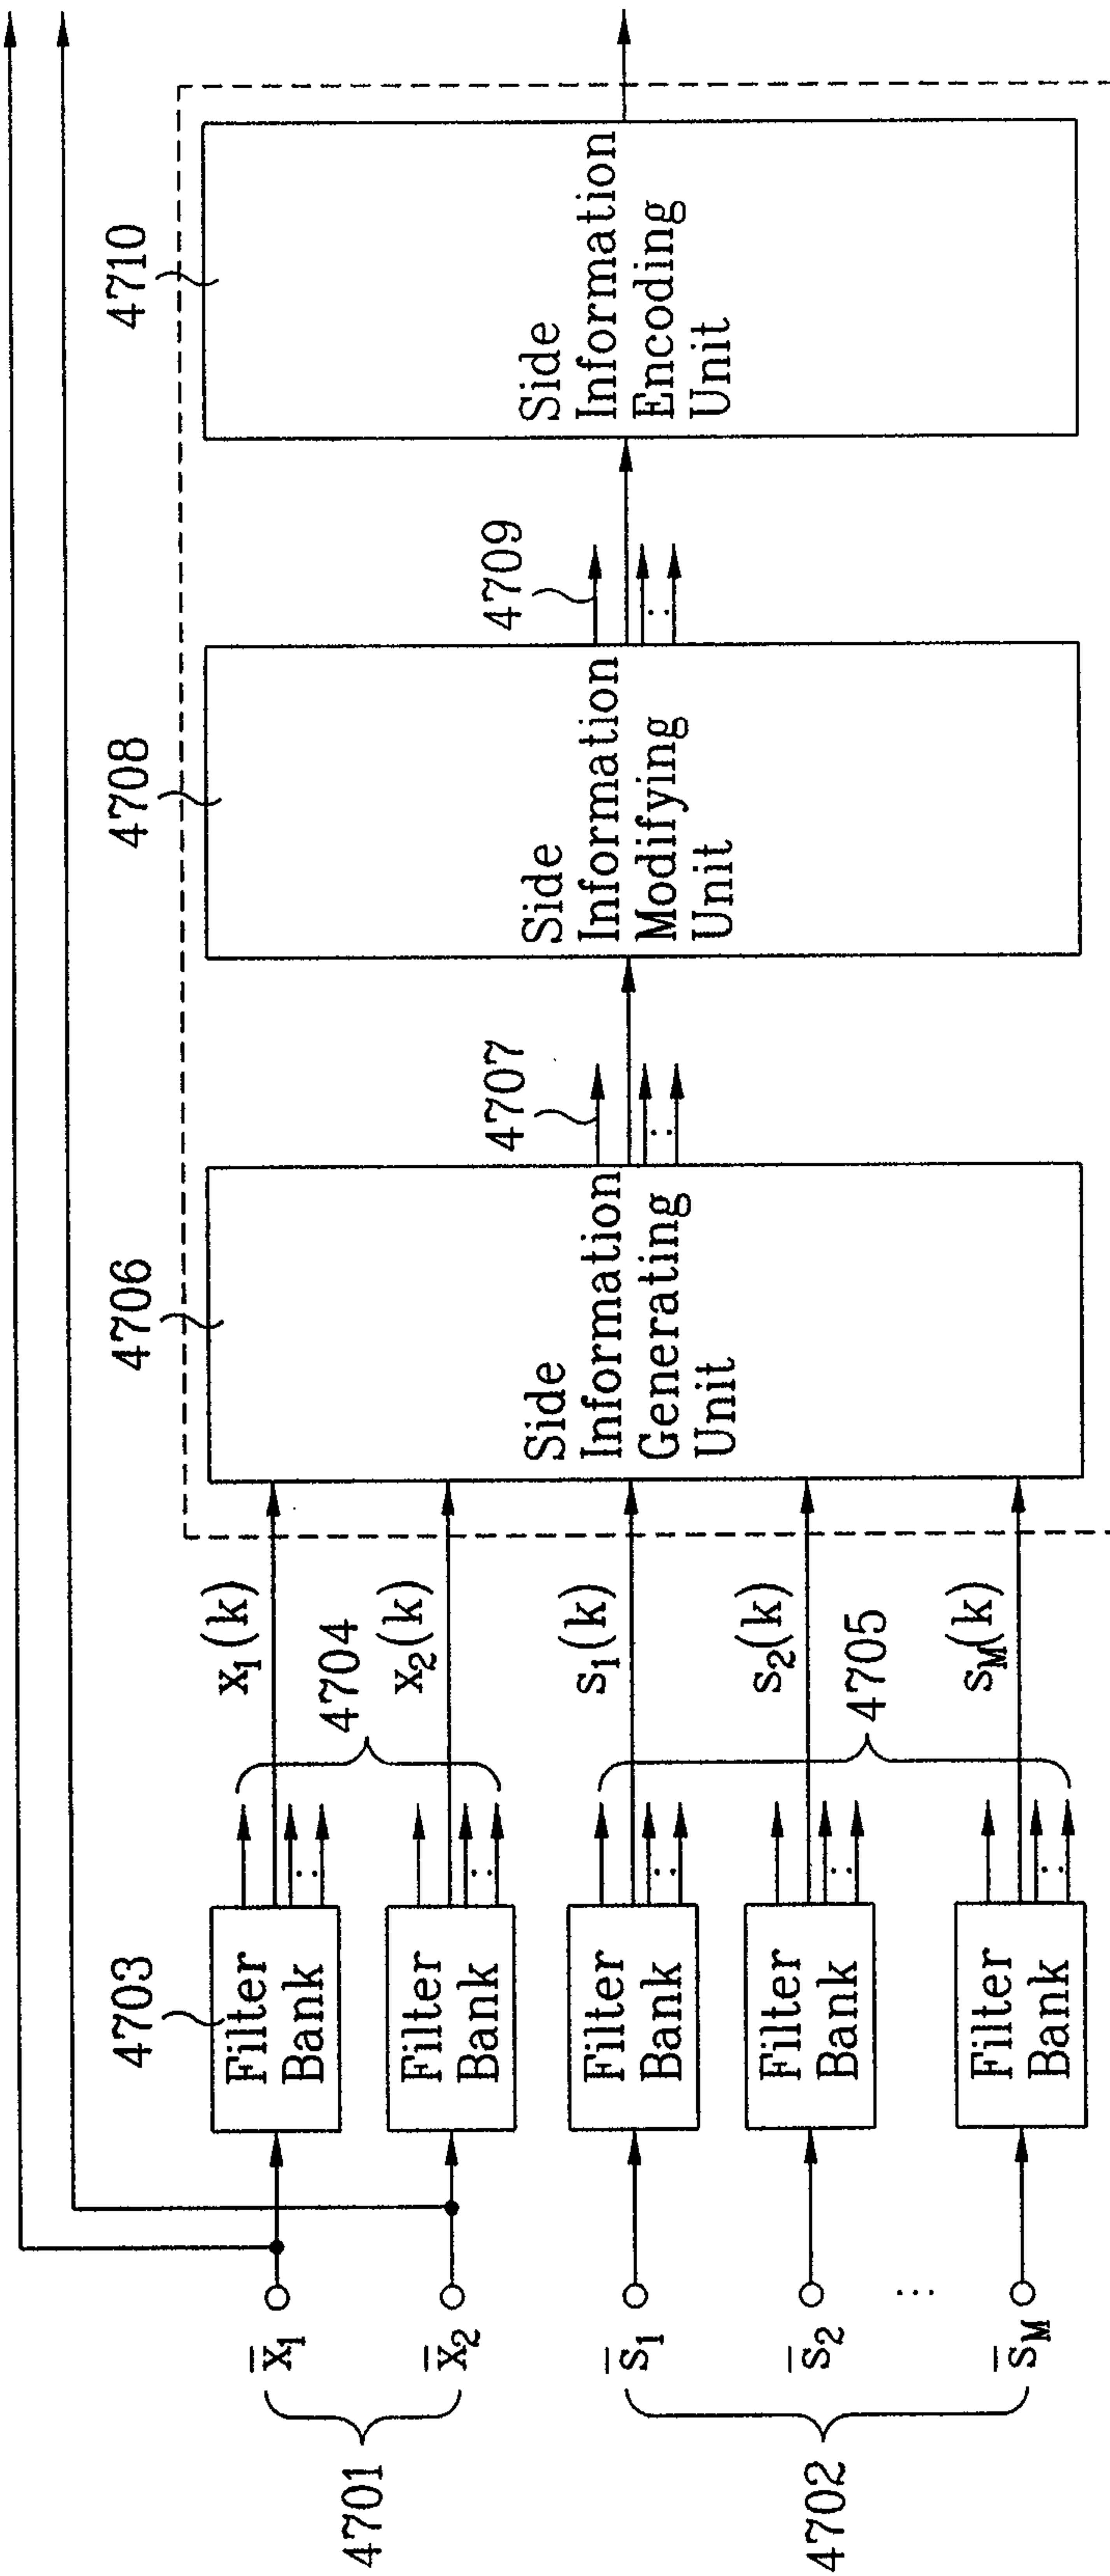 4701
x̄₁
x̄₂
4702
s̄₁
s̄₂
⋮
s̄M
4703
Filter
Bank
Filter
Bank
Filter
Bank
Filter
Bank
Filter
Bank
4704
x₁(k)
x₂(k)
4705
s₁(k)
s₂(k)
sM(k)
4706
Side
Information
Generating
Unit
4707
4708
Side
Information
Modifying
Unit
4709
4710
Side
Information
Encoding
Unit